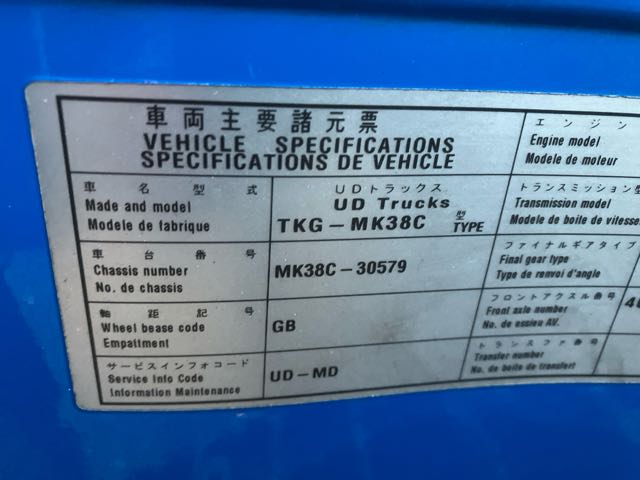 車両主要諸元票
VEHICLE SPECIFICATIONS
SPECIFICATIONS DE VEHICLE
車名型式
Made and model
Modele de fabrique
UDトラックス
UD Trucks
TKG-MK38C 型 TYPE
車台番号
Chassis number
No. de chassis
MK38C-30579
軸距記号
Wheel bease code
Empattment
GB
サービスインフォコード
Service Info Code
Information Maintenance
UD-MD
エンジン
Engine model
Modele de moteur
トランスミッション型
Transmission model
Modele de boite de vitesse
ファイナルギアタイプ
Final gear type
Type de renvoi d'angle
フロントアクスル番号
Front axle number
No. de essieu AV.
トランスファ番号
Transfer number
No. de boite de transfert